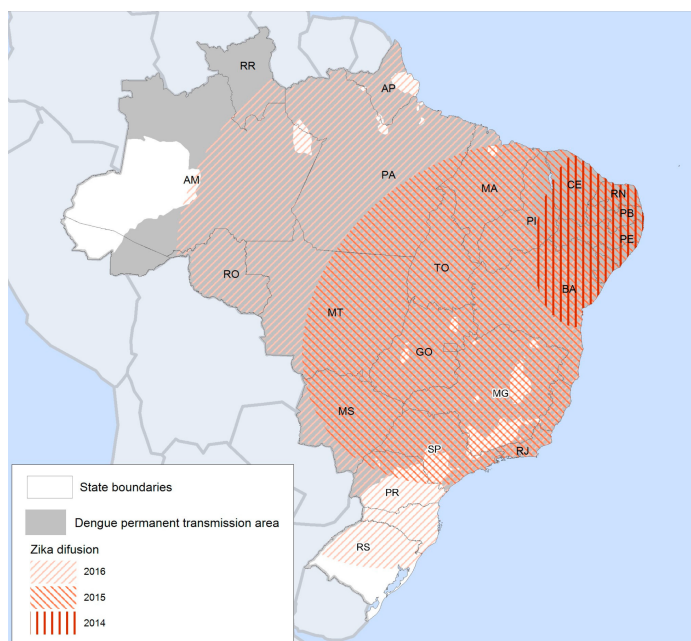 RR
AP
AM
PA
MA
CE
RN
PB
PE
PI
TO
RO
BA
MT
GO
MG
MS
SP
RJ
PR
RS
State boundaries
Dengue permanent transmission area
Zika difusion
2016
2015
2014